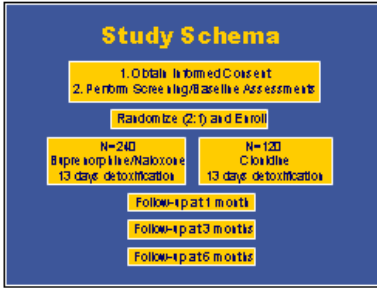 Study Schema
1. Obtain Informed Consent
2. Perform Screening/Baseline Assessments
Randomize (2:1) and Enroll
N=240
Buprenorphine/Naloxone
13 days detoxification
N=120
Clonidine
13 days detoxification
Follow-up at 1 month
Follow-up at 3 months
Follow-up at 6 months